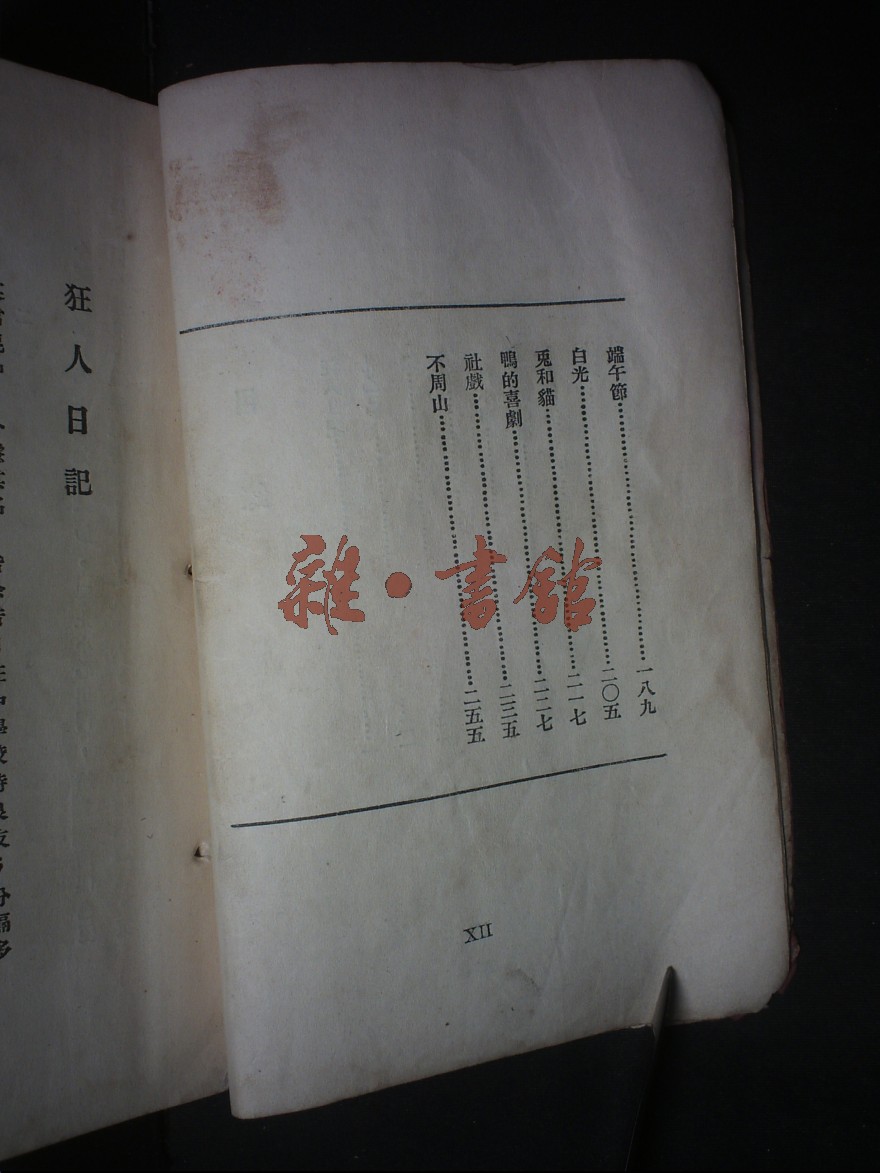 端午節……一八九
白光……二〇五
兎和貓……二一七
鴨的喜劇……二二七
社戲……二三五
不周山……二五五
XII
狂人日記
雜·書館